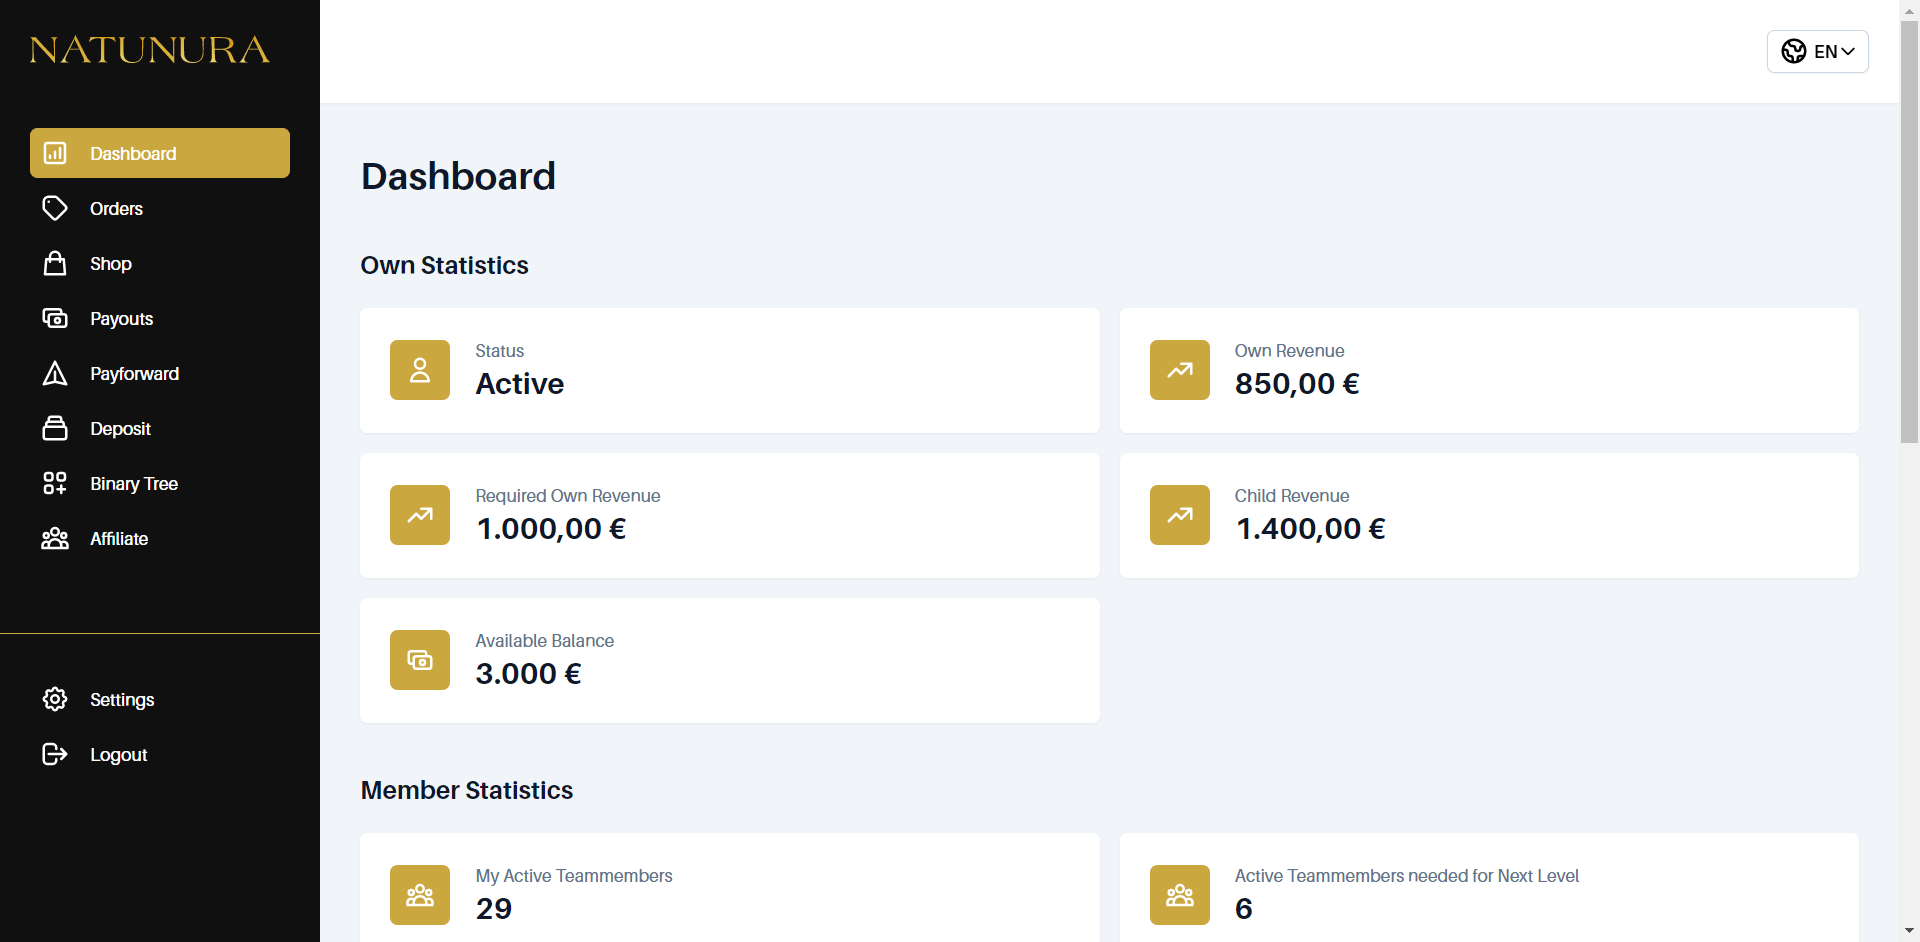 NATUNURA
EN
Dashboard
Orders
Shop
Payouts
Payforward
Deposit
Binary Tree
Affiliate
Settings
Logout
Dashboard
Own Statistics
Status
Active
Own Revenue
850,00 €
Required Own Revenue
1.000,00 €
Child Revenue
1.400,00 €
Available Balance
3.000 €
Member Statistics
My Active Teammembers
29
Active Teammembers needed for Next Level
6